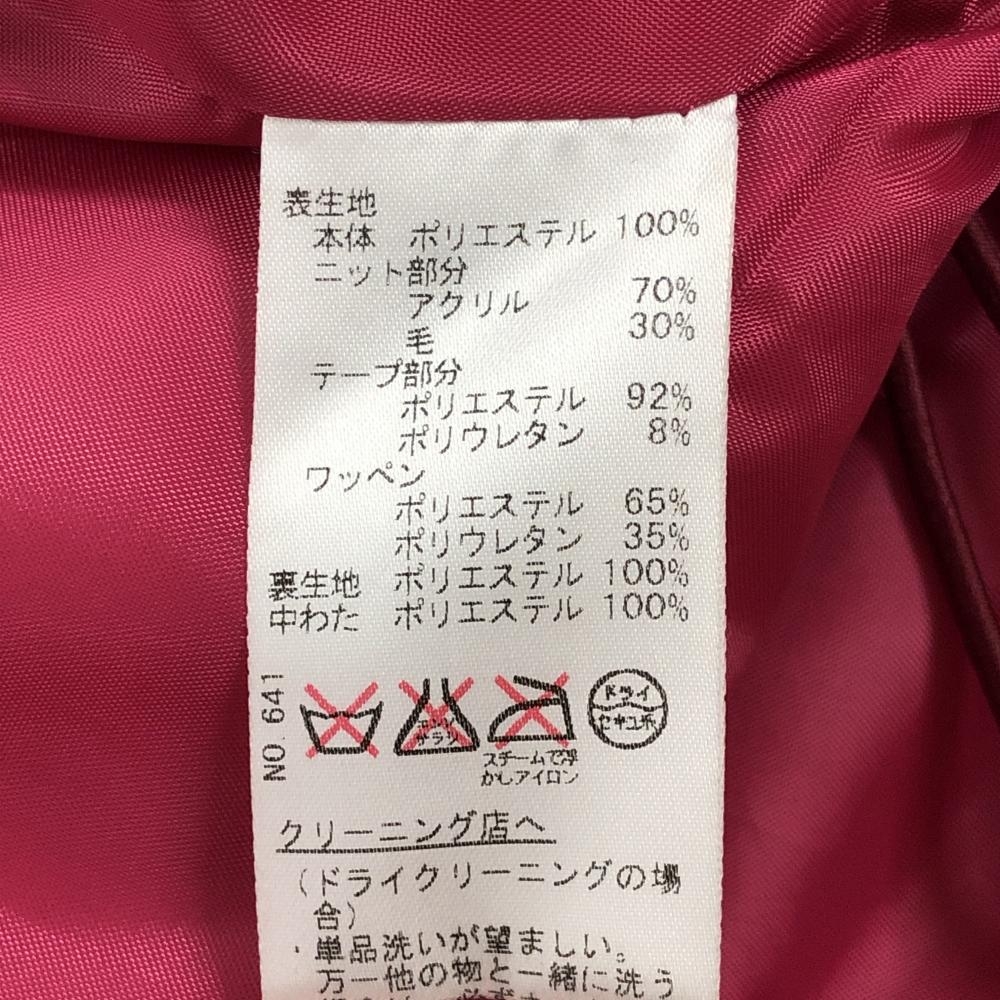 表生地
本体 ポリエステル 100%
ニット部分
アクリル 70%
毛 30%
テープ部分
ポリエステル 92%
ポリウレタン 8%
ワッペン
ポリエステル 65%
ポリウレタン 35%
裏生地 ポリエステル 100%
中わた ポリエステル 100%
NO.641
エンソ
サラシ
ドライ
セキユ系
スチームで浮
かしアイロン
クリーニング店へ
(ドライクリーニングの場
合)
・単品洗いが望ましい。
万一他の物と一緒に洗う